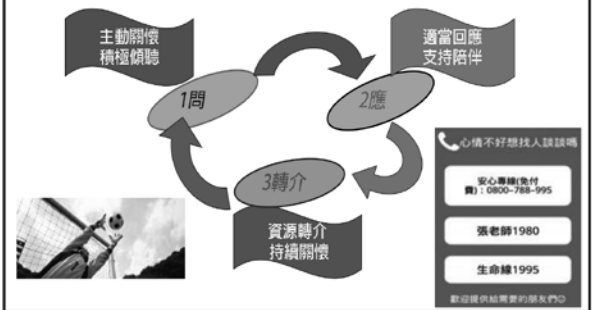 主動關懷
積極傾聽
適當回應
支持陪伴
1問
2應
3轉介
資源轉介
持續關懷
心情不好想找人談談嗎
安心專線(免付
費)：0800-788-995
張老師1980
生命線1995
歡迎提供給需要的朋友們☺